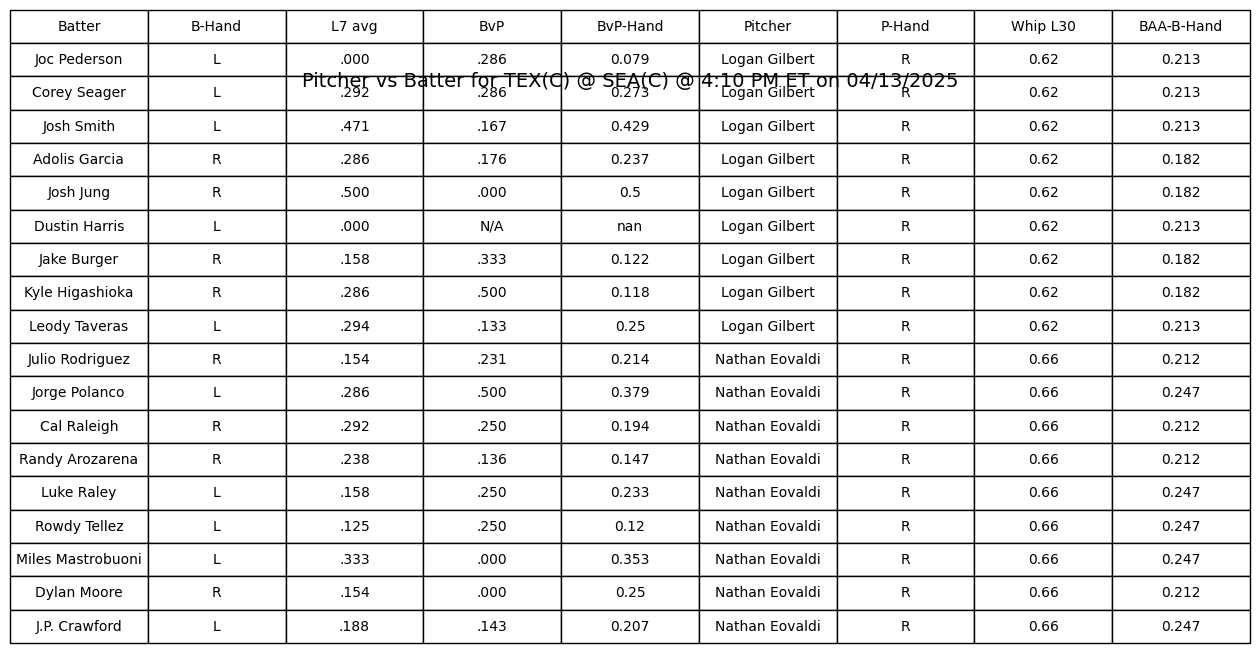 Batter B-Hand L7 avg BvP BvP-Hand Pitcher P-Hand Whip L30 BAA-B-Hand
Joc Pederson L .000 .286 0.079 Logan Gilbert R 0.62 0.213
Pitcher vs Batter for TEX(C) @ SEA(C) @ 4:10 PM ET on 04/13/2025
Corey Seager L .292 .286 0.273 Logan Gilbert R 0.62 0.213
Josh Smith L .471 .167 0.429 Logan Gilbert R 0.62 0.213
Adolis Garcia R .286 .176 0.237 Logan Gilbert R 0.62 0.182
Josh Jung R .500 .000 0.5 Logan Gilbert R 0.62 0.182
Dustin Harris L .000 N/A nan Logan Gilbert R 0.62 0.213
Jake Burger R .158 .333 0.122 Logan Gilbert R 0.62 0.182
Kyle Higashioka R .286 .500 0.118 Logan Gilbert R 0.62 0.182
Leody Taveras L .294 .133 0.25 Logan Gilbert R 0.62 0.213
Julio Rodriguez R .154 .231 0.214 Nathan Eovaldi R 0.66 0.212
Jorge Polanco L .286 .500 0.379 Nathan Eovaldi R 0.66 0.247
Cal Raleigh R .292 .250 0.194 Nathan Eovaldi R 0.66 0.212
Randy Arozarena R .238 .136 0.147 Nathan Eovaldi R 0.66 0.212
Luke Raley L .158 .250 0.233 Nathan Eovaldi R 0.66 0.247
Rowdy Tellez L .125 .250 0.12 Nathan Eovaldi R 0.66 0.247
Miles Mastrobuoni L .333 .000 0.353 Nathan Eovaldi R 0.66 0.247
Dylan Moore R .154 .000 0.25 Nathan Eovaldi R 0.66 0.212
J.P. Crawford L .188 .143 0.207 Nathan Eovaldi R 0.66 0.247